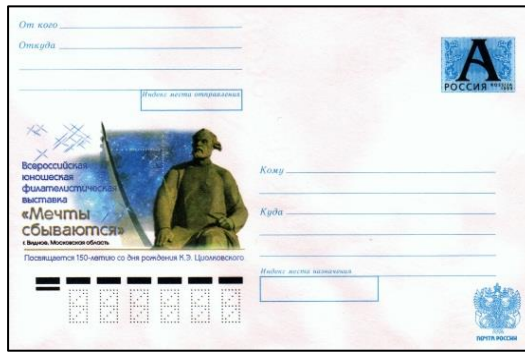 От кого
Откуда
Индекс места отправления
А
РОССИЯ
Всероссийская
юношеская
филателистическая
выставка
«Мечты
сбываются»
г. Видное, Московская область
Посвящается 150-летию со дня рождения К.Э. Циолковского
Кому
Куда
Индекс места назначения
ПОЧТА РОССИИ